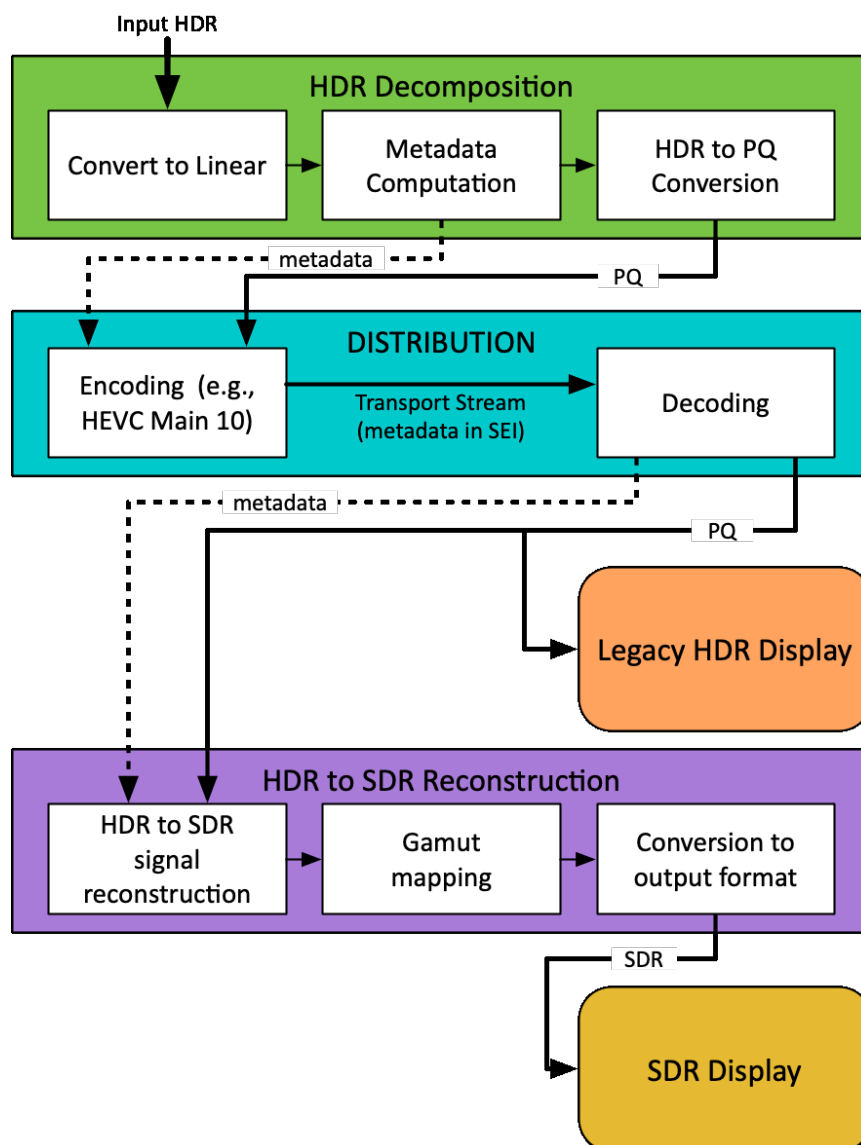 Input HDR
HDR Decomposition
Convert to Linear
Metadata
Computation
HDR to PQ
Conversion
metadata
PQ
DISTRIBUTION
Encoding (e.g.,
HEVC Main 10)
Transport Stream
(metadata in SEI)
Decoding
metadata
PQ
Legacy HDR Display
HDR to SDR Reconstruction
HDR to SDR
signal
reconstruction
Gamut
mapping
Conversion to
output format
SDR
SDR Display